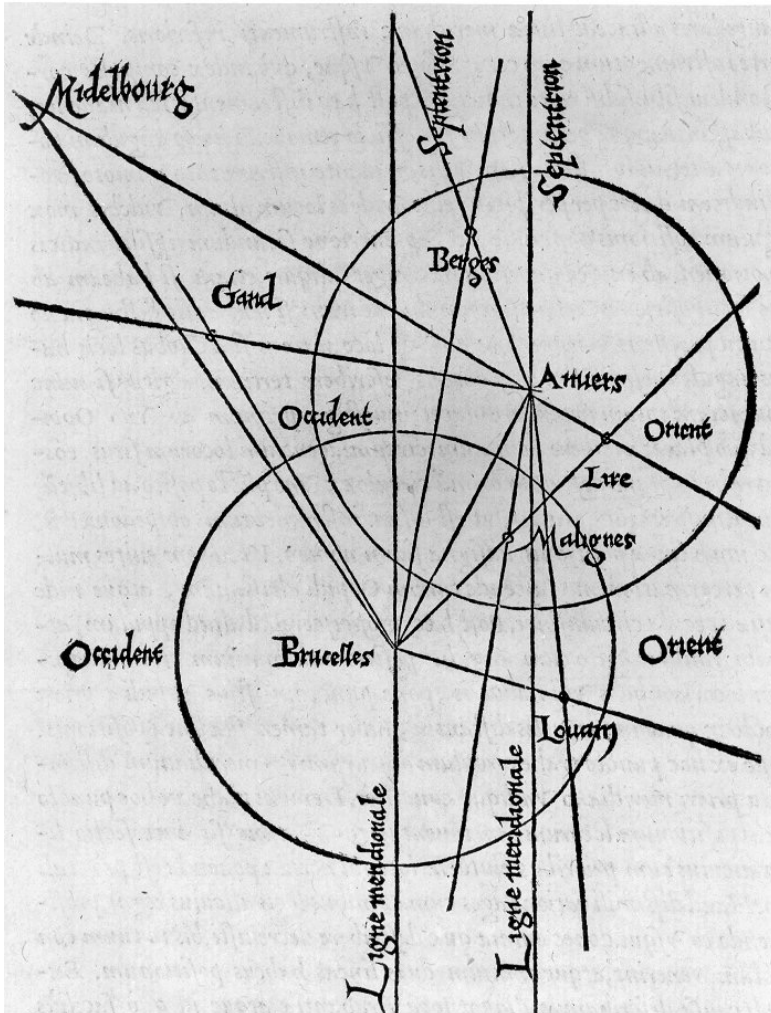 Midelbourg
Septentrion
Septentrion
Berges
Gand
Anuers
Occident
Orient
Lire
Malignes
Occident
Brucelles
Orient
Louain
Ligne meridionale
Ligne meridionale